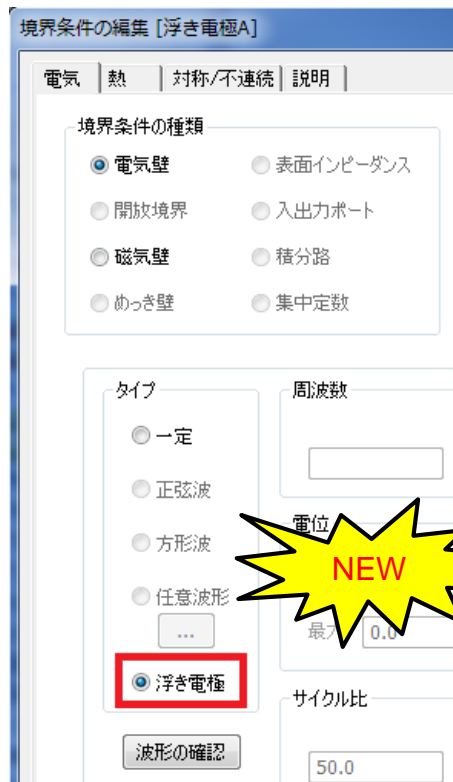 境界条件の編集 [浮き電極A]
電気 熱 対称/不連続 説明
境界条件の種類
電気壁 表面インピーダンス
開放境界 入出力ポート
磁気壁 積分路
めっき壁 集中定数
タイプ 周波数
一定
正弦波
電位
方形波
NEW
任意波形
... 最 0.0
浮き電極
サイクル比
波形の確認
50.0